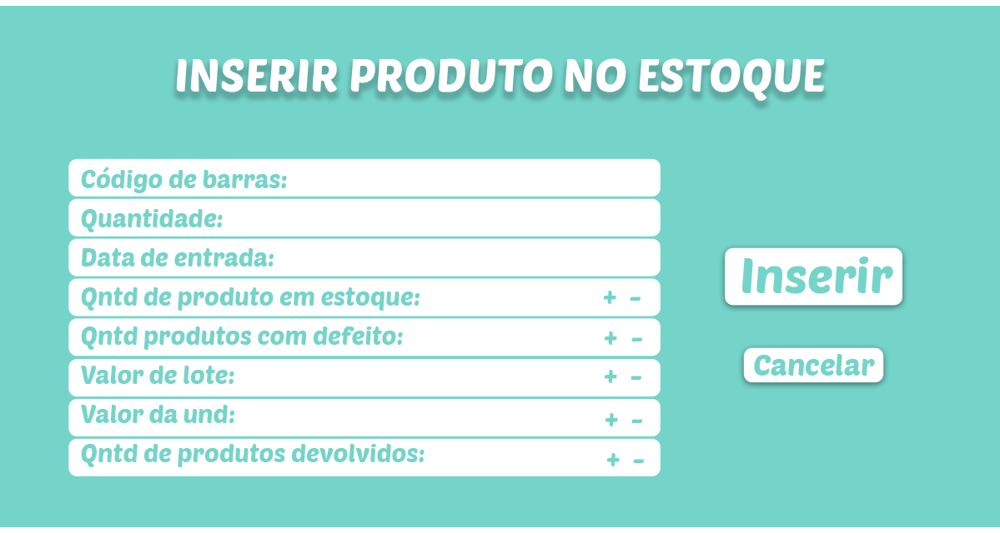 INSERIR PRODUTO NO ESTOQUE
Código de barras:
Quantidade:
Data de entrada:
Qntd de produto em estoque: + -
Qntd produtos com defeito: + -
Valor de lote: + -
Valor da und: + -
Qntd de produtos devolvidos: + -
Inserir
Cancelar